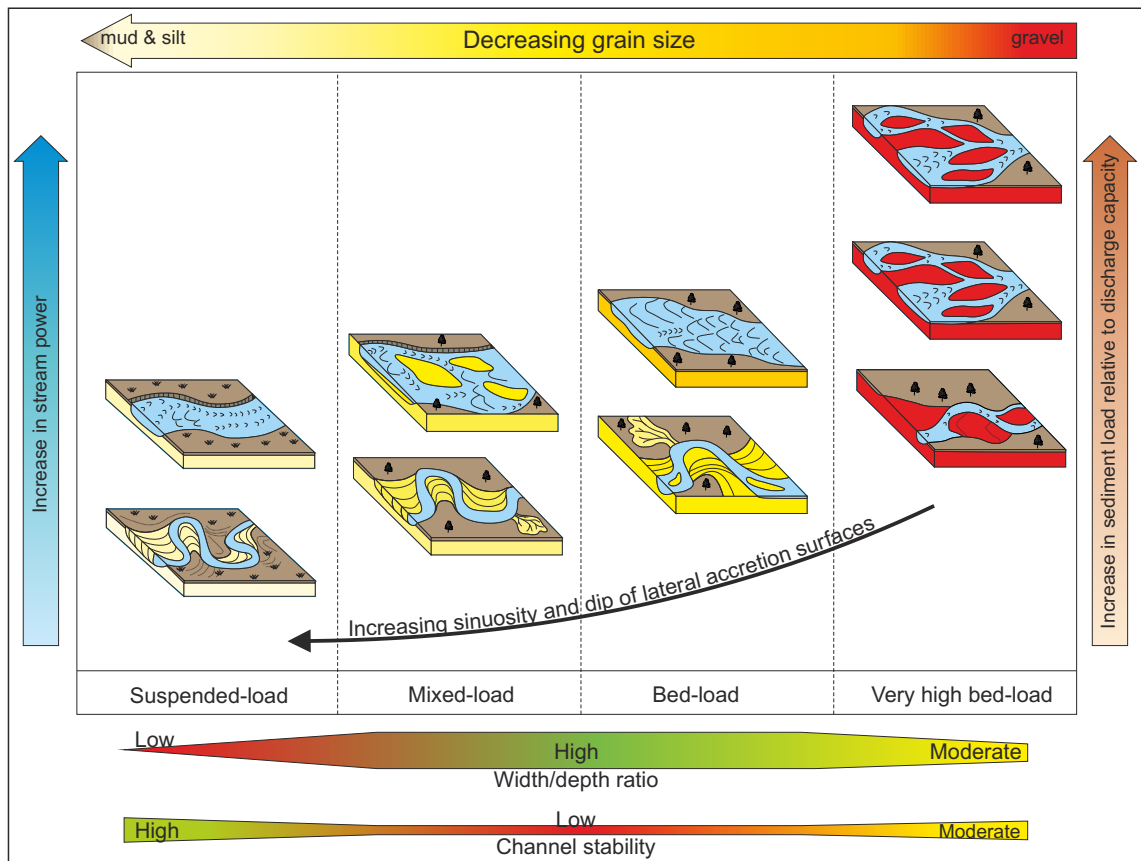 mud & silt
Decreasing grain size
gravel
Increase in stream power
Increase in sediment load relative to discharge capacity
Increasing sinuosity and dip of lateral accretion surfaces
Suspended-load
Mixed-load
Bed-load
Very high bed-load
Low
High
Moderate
Width/depth ratio
High
Low
Moderate
Channel stability